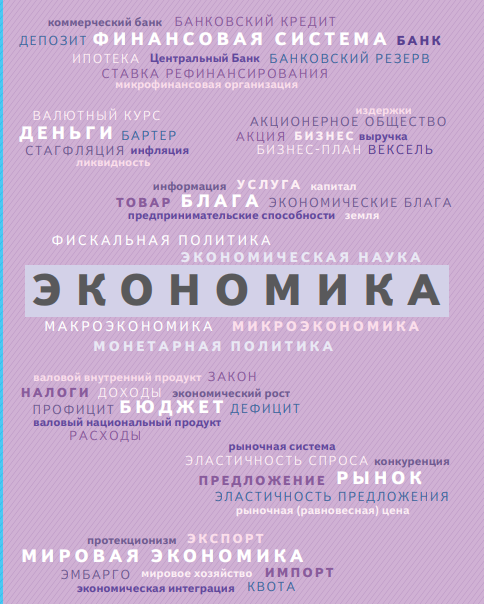 коммерческий банк БАНКОВСКИЙ КРЕДИТ
ДЕПОЗИТ ФИНАНСОВАЯ СИСТЕМА БАНК
ИПОТЕКА Центральный Банк БАНКОВСКИЙ РЕЗЕРВ
СТАВКА РЕФИНАНСИРОВАНИЯ
микрофинансовая организация
ВАЛЮТНЫЙ КУРС
ДЕНЬГИ БАРТЕР
СТАГФЛЯЦИЯ инфляция
ликвидность
издержки
АКЦИОНЕРНОЕ ОБЩЕСТВО
АКЦИЯ БИЗНЕС выручка
БИЗНЕС-ПЛАН ВЕКСЕЛЬ
информация УСЛУГА капитал
ТОВАР БЛАГА ЭКОНОМИЧЕСКИЕ БЛАГА
предпринимательские способности земля
ФИСКАЛЬНАЯ ПОЛИТИКА
ЭКОНОМИЧЕСКАЯ НАУКА
ЭКОНОМИКА
МАКРОЭКОНОМИКА МИКРОЭКОНОМИКА
МОНЕТАРНАЯ ПОЛИТИКА
валовой внутренний продукт ЗАКОН
НАЛОГИ ДОХОДЫ экономический рост
ПРОФИЦИТ БЮДЖЕТ ДЕФИЦИТ
валовый национальный продукт
РАСХОДЫ
рыночная система
ЭЛАСТИЧНОСТЬ СПРОСА конкуренция
ПРЕДЛОЖЕНИЕ РЫНОК
ЭЛАСТИЧНОСТЬ ПРЕДЛОЖЕНИЯ
рыночная (равновесная) цена
протекционизм ЭКСПОРТ
МИРОВАЯ ЭКОНОМИКА
ЭМБАРГО мировое хозяйство ИМПОРТ
экономическая интеграция КВОТА